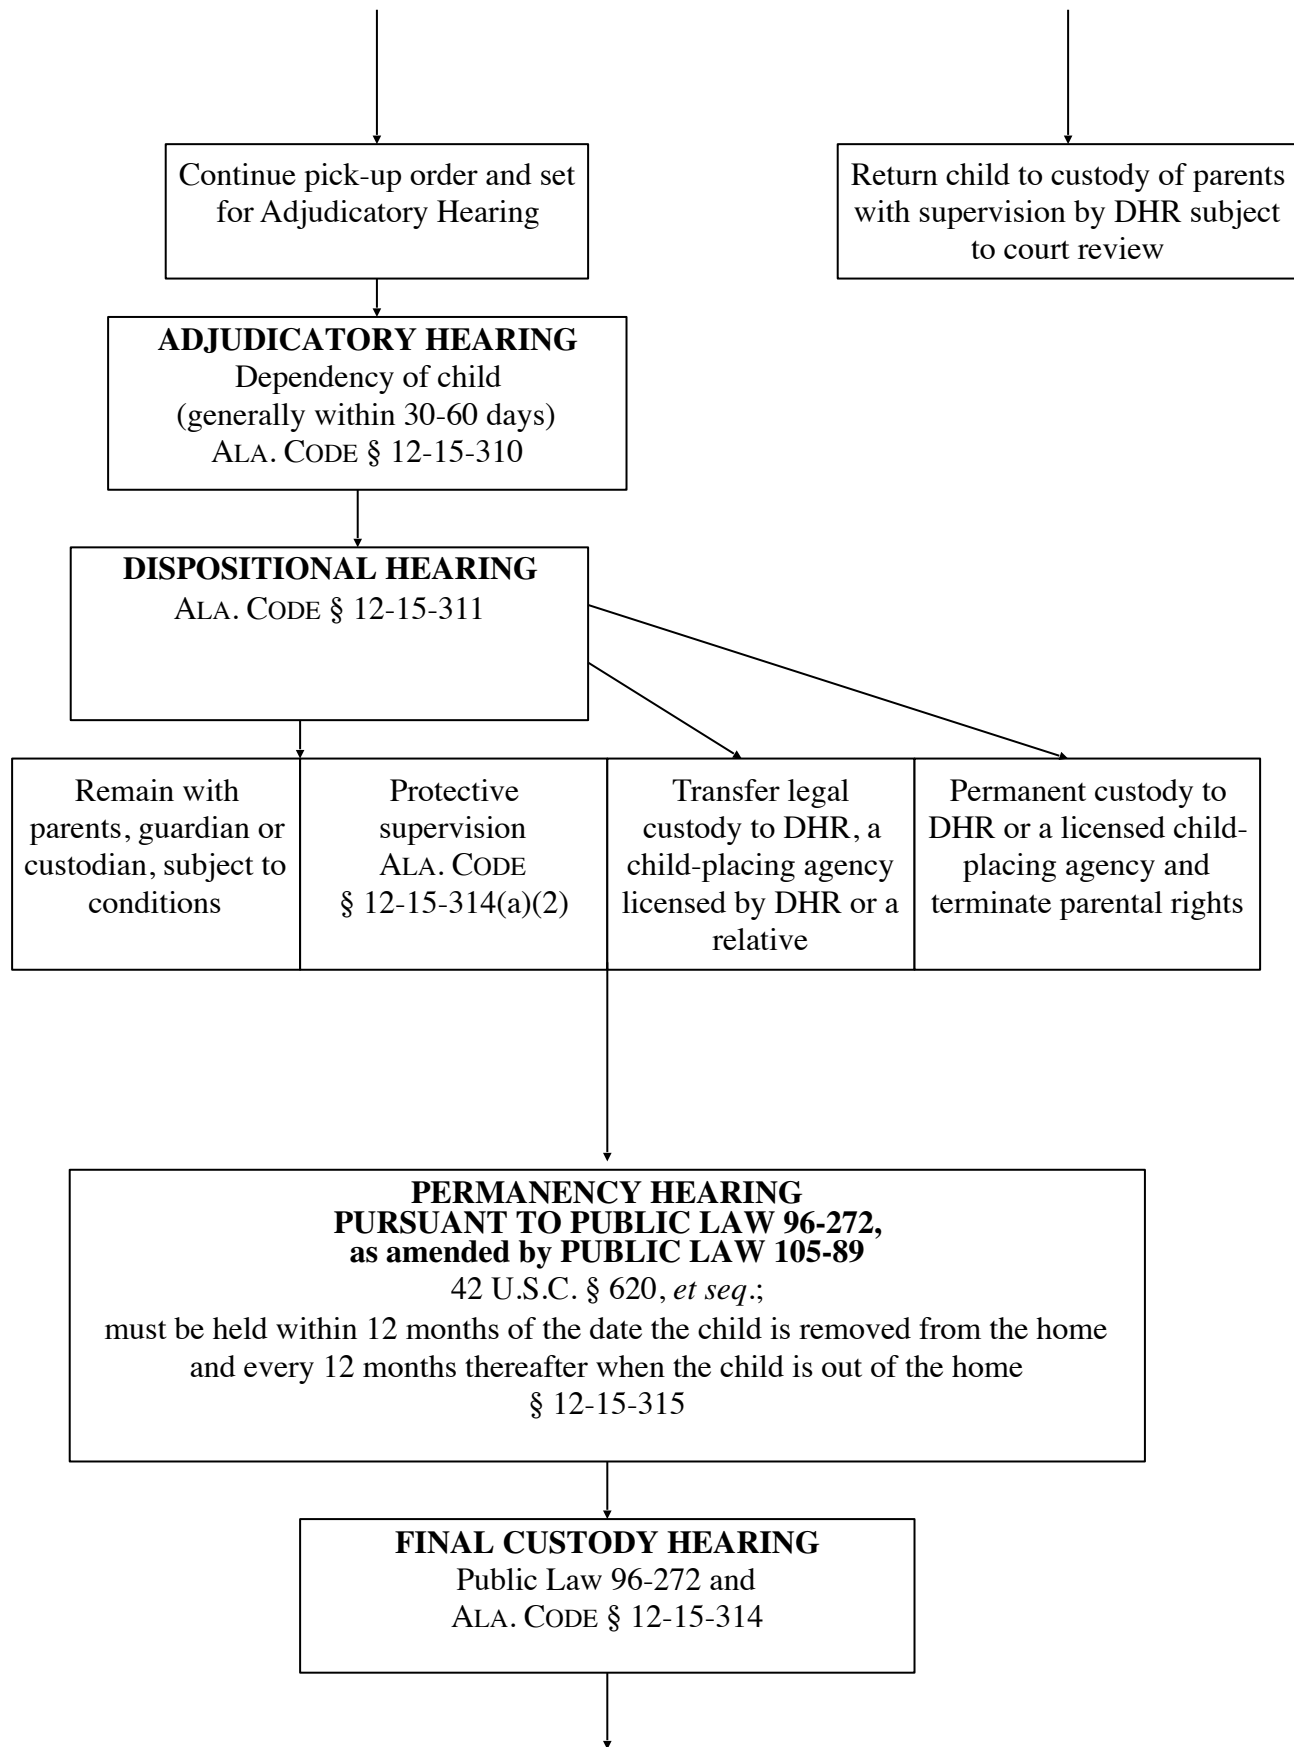 Continue pick-up order and set
for Adjudicatory Hearing
Return child to custody of parents
with supervision by DHR subject
to court review
ADJUDICATORY HEARING
Dependency of child
(generally within 30-60 days)
ALA. CODE § 12-15-310
DISPOSITIONAL HEARING
ALA. CODE § 12-15-311
Remain with
parents, guardian or
custodian, subject to
conditions
Protective
supervision
ALA. CODE
§ 12-15-314(a)(2)
Transfer legal
custody to DHR, a
child-placing agency
licensed by DHR or a
relative
Permanent custody to
DHR or a licensed child-
placing agency and
terminate parental rights
PERMANENCY HEARING
PURSUANT TO PUBLIC LAW 96-272,
as amended by PUBLIC LAW 105-89
42 U.S.C. § 620, et seq.;
must be held within 12 months of the date the child is removed from the home
and every 12 months thereafter when the child is out of the home
§ 12-15-315
FINAL CUSTODY HEARING
Public Law 96-272 and
ALA. CODE § 12-15-314